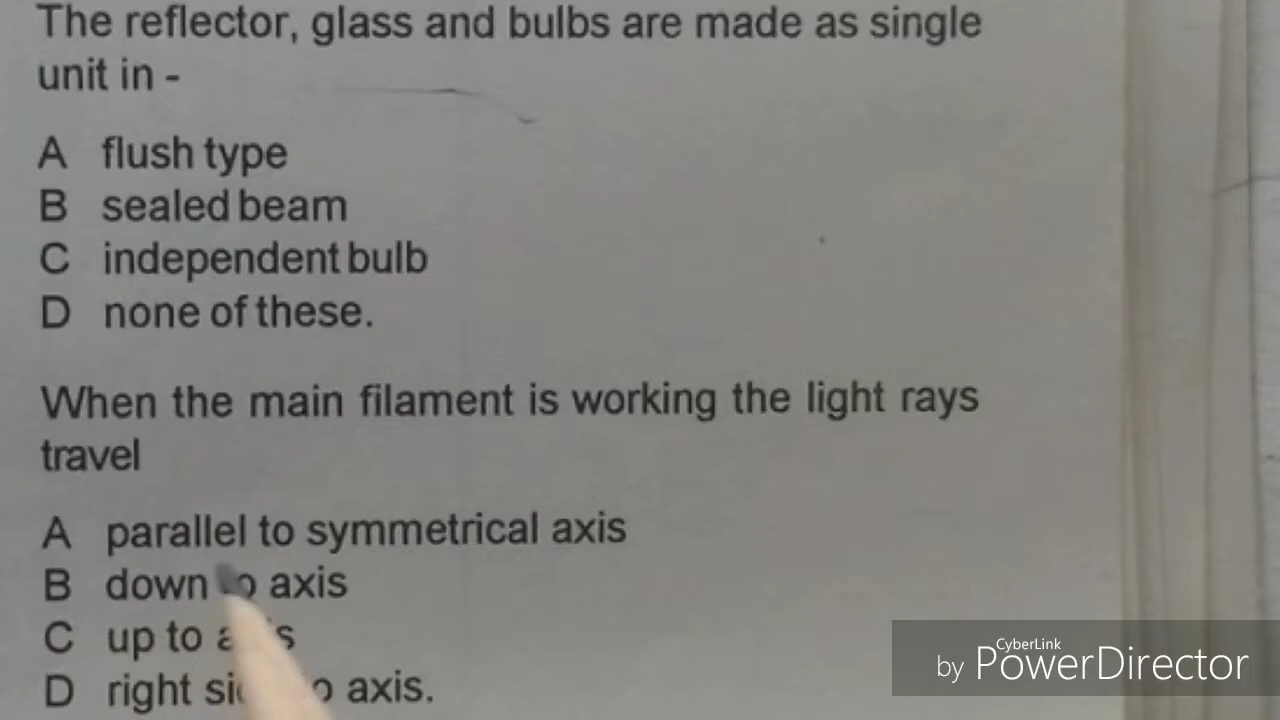 The reflector, glass and bulbs are made as single
unit in -
A flush type
B sealed beam
C independent bulb
D none of these.
When the main filament is working the light rays
travel
A parallel to symmetrical axis
B down to axis
C up to axis
D right axis.
CyberLink
by PowerDirector